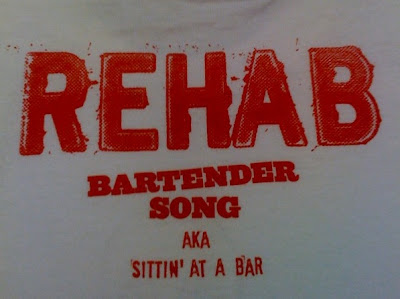 REHAB
BARTENDER
SONG
AKA
'SITTIN' AT A BAR